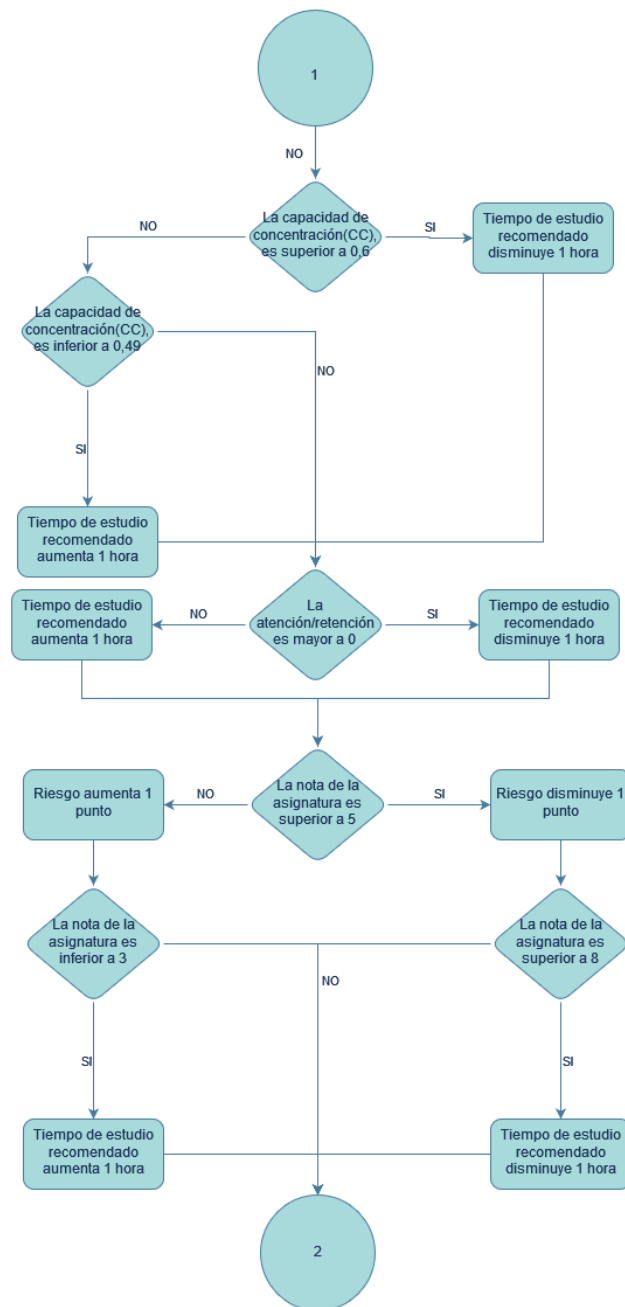 1
NO
La capacidad de
concentración(CC),
es superior a 0,6
NO
SI
Tiempo de estudio
recomendado
disminuye 1 hora
La capacidad de
concentración(CC),
es inferior a 0,49
NO
SI
Tiempo de estudio
recomendado
aumenta 1 hora
Tiempo de estudio
recomendado
aumenta 1 hora
NO
La
atención/retención
es mayor a 0
SI
Tiempo de estudio
recomendado
disminuye 1 hora
Riesgo aumenta 1
punto
NO
La nota de la
asignatura es
superior a 5
SI
Riesgo disminuye 1
punto
La nota de la
asignatura es
inferior a 3
NO
La nota de la
asignatura es
superior a 8
SI
SI
Tiempo de estudio
recomendado
aumenta 1 hora
Tiempo de estudio
recomendado
disminuye 1 hora
2